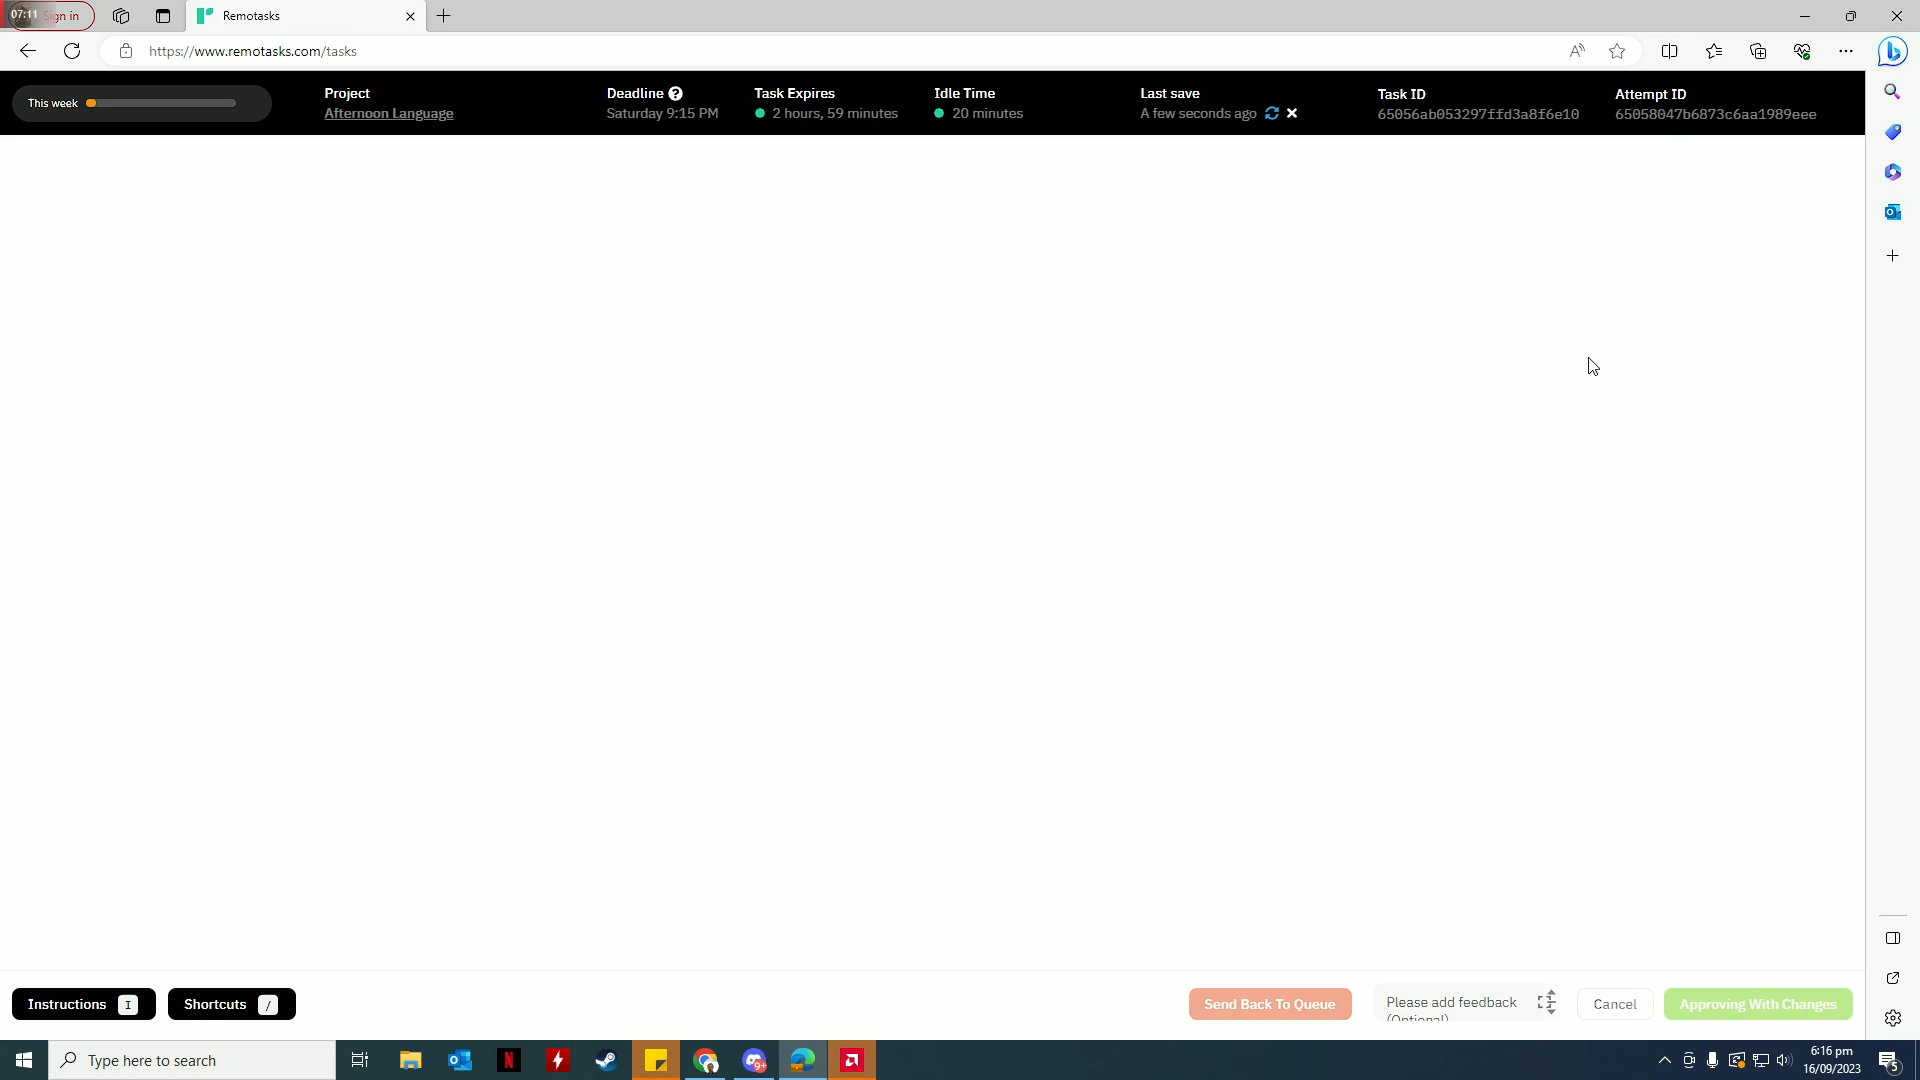 07:11 Sign in
Remotasks
https://www.remotasks.com/tasks
This week
Project
Afternoon Language
Deadline
Saturday 9:15 PM
Task Expires
2 hours, 59 minutes
Idle Time
20 minutes
Last save
A few seconds ago
Task ID
65056ab053297ffd3a8f6e10
Attempt ID
65058047b6873c6aa1989eee
Instructions I
Shortcuts /
Send Back To Queue
Please add feedback
(Optional)
Cancel
Approving With Changes
Type here to search
9+
6:16 pm
16/09/2023
5